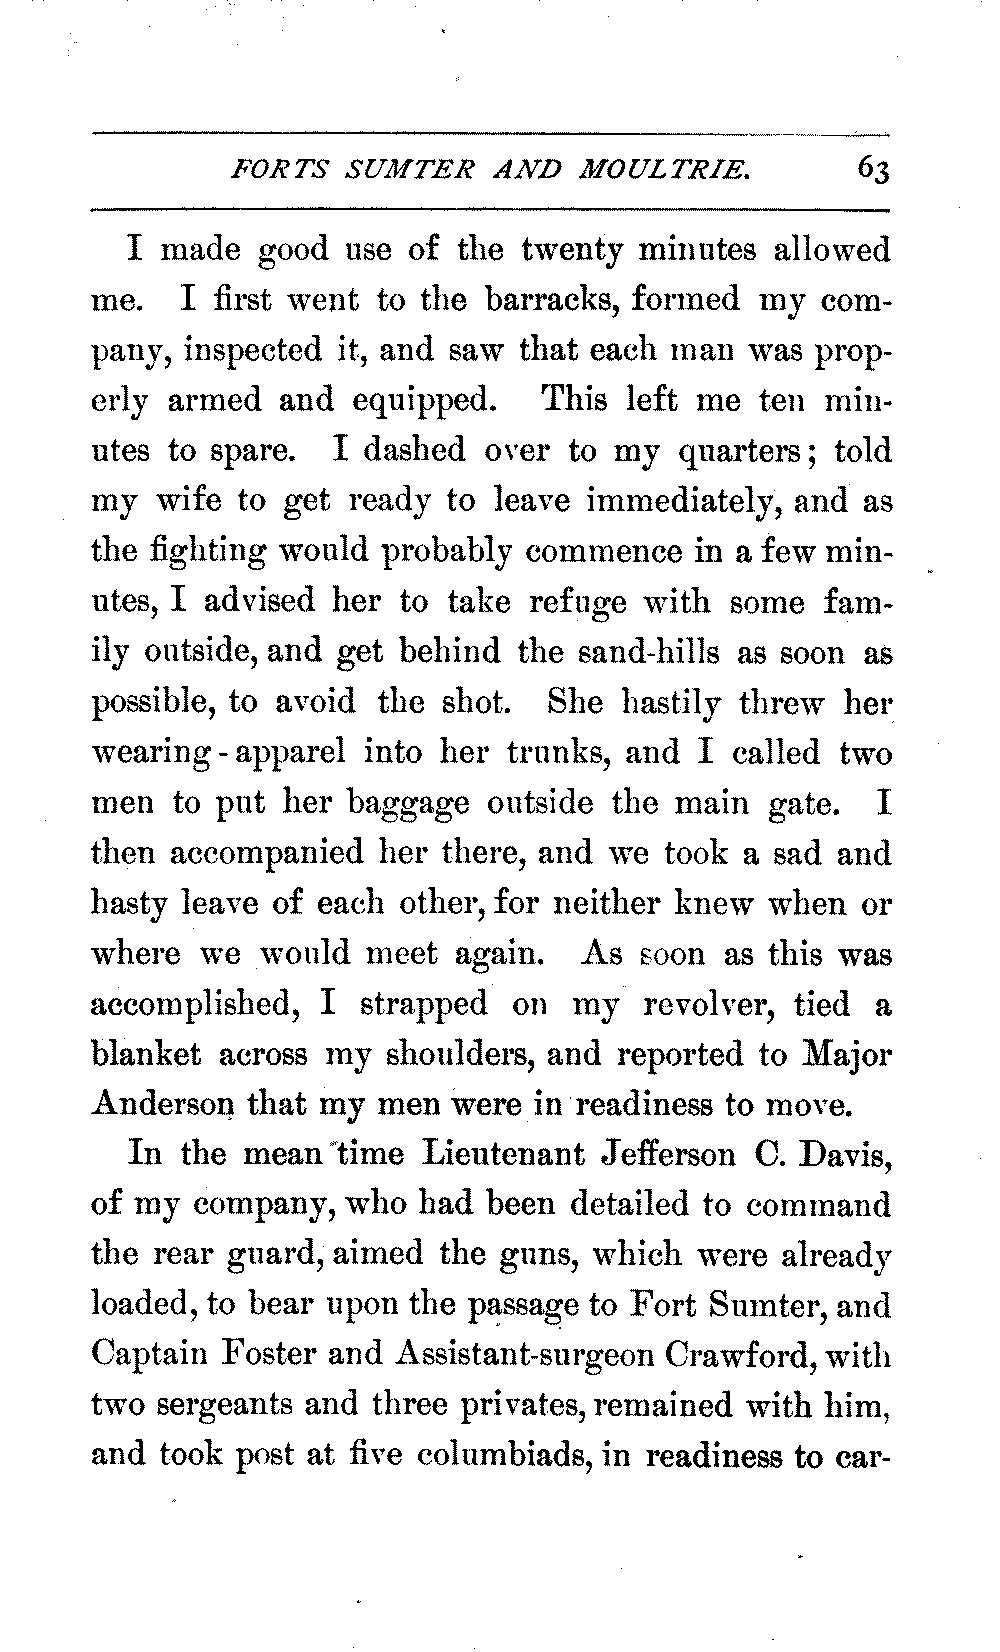 FORTS SUMTER AND MOULTRIE. 63
I made good use of the twenty minutes allowed
me. I first went to the barracks, formed my com-
pany, inspected it, and saw that each man was prop-
erly armed and equipped. This left me ten min-
utes to spare. I dashed over to my quarters; told
my wife to get ready to leave immediately, and as
the fighting would probably commence in a few min-
utes, I advised her to take refuge with some fam-
ily outside, and get behind the sand-hills as soon as
possible, to avoid the shot. She hastily threw her
wearing-apparel into her trunks, and I called two
men to put her baggage outside the main gate. I
then accompanied her there, and we took a sad and
hasty leave of each other, for neither knew when or
where we would meet again. As soon as this was
accomplished, I strapped on my revolver, tied a
blanket across my shoulders, and reported to Major
Anderson that my men were in readiness to move.
In the mean time Lieutenant Jefferson C. Davis,
of my company, who had been detailed to command
the rear guard, aimed the guns, which were already
loaded, to bear upon the passage to Fort Sumter, and
Captain Foster and Assistant-surgeon Crawford, with
two sergeants and three privates, remained with him,
and took post at five columbiads, in readiness to car-